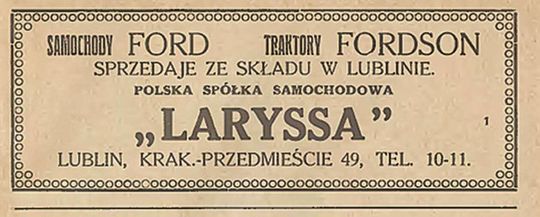 SAMOCHODY FORD TRAKTORY FORDSON
SPRZEDAJE ZE SKŁADU W LUBLINIE.
POLSKA SPÓŁKA SAMOCHODOWA
„LARYSSA”
1
LUBLIN, KRAK.-PRZEDMIEŚCIE 49, TEL. 10-11.